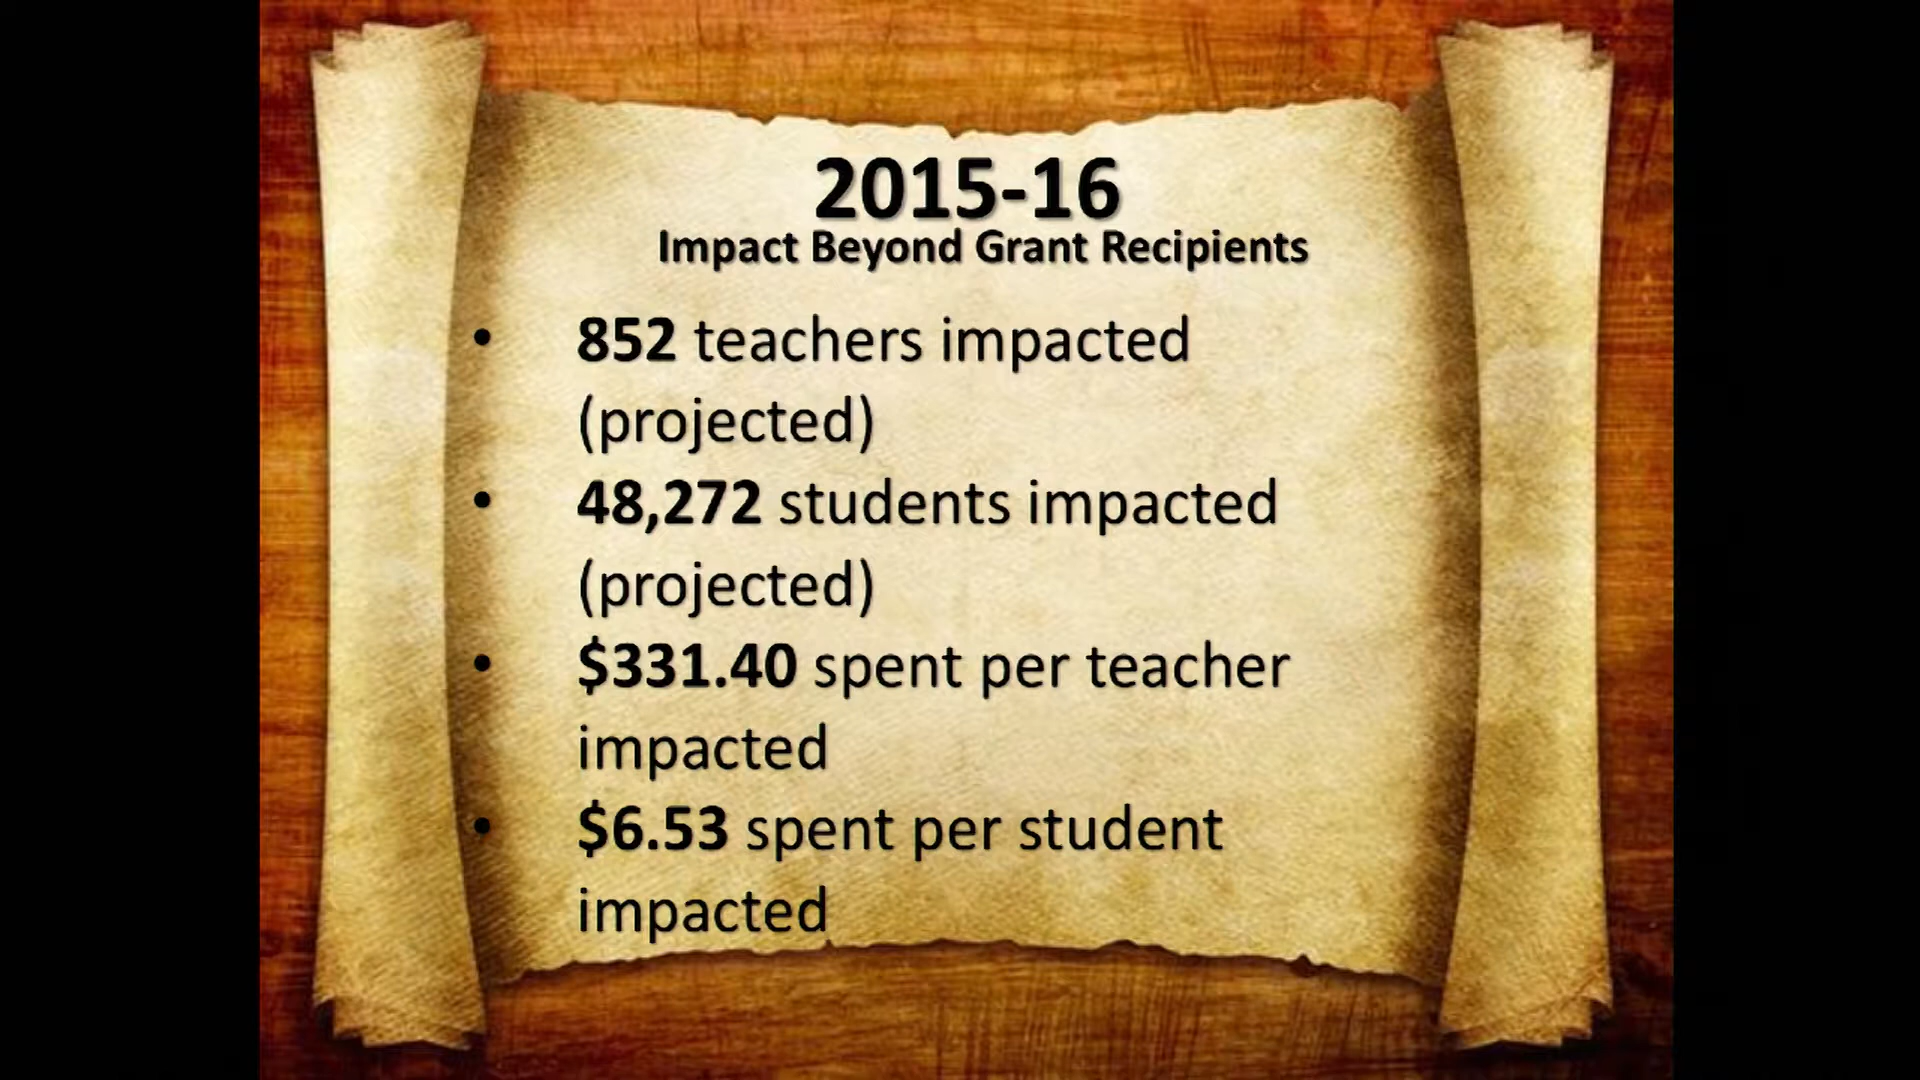 2015-16
Impact Beyond Grant Recipients
• 852 teachers impacted
(projected)
• 48,272 students impacted
(projected)
• $331.40 spent per teacher
impacted
• $6.53 spent per student
impacted